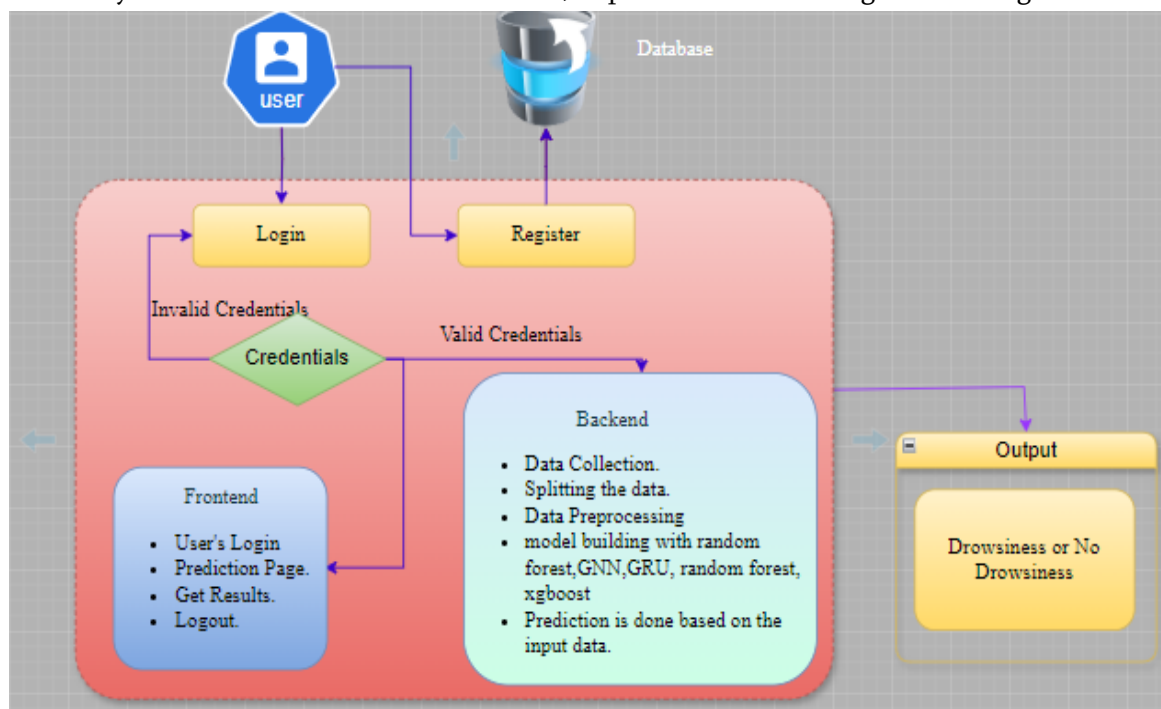 Database
user
Login
Register
Invalid Credentials
Valid Credentials
Credentials
Backend
• Data Collection.
• Splitting the data.
• Data Preprocessing
• model building with random
forest,GNN,GRU, random forest,
xgboost
• Prediction is done based on the
input data.
Frontend
• User's Login
• Prediction Page.
• Get Results.
• Logout.
Output
Drowsiness or No
Drowsiness